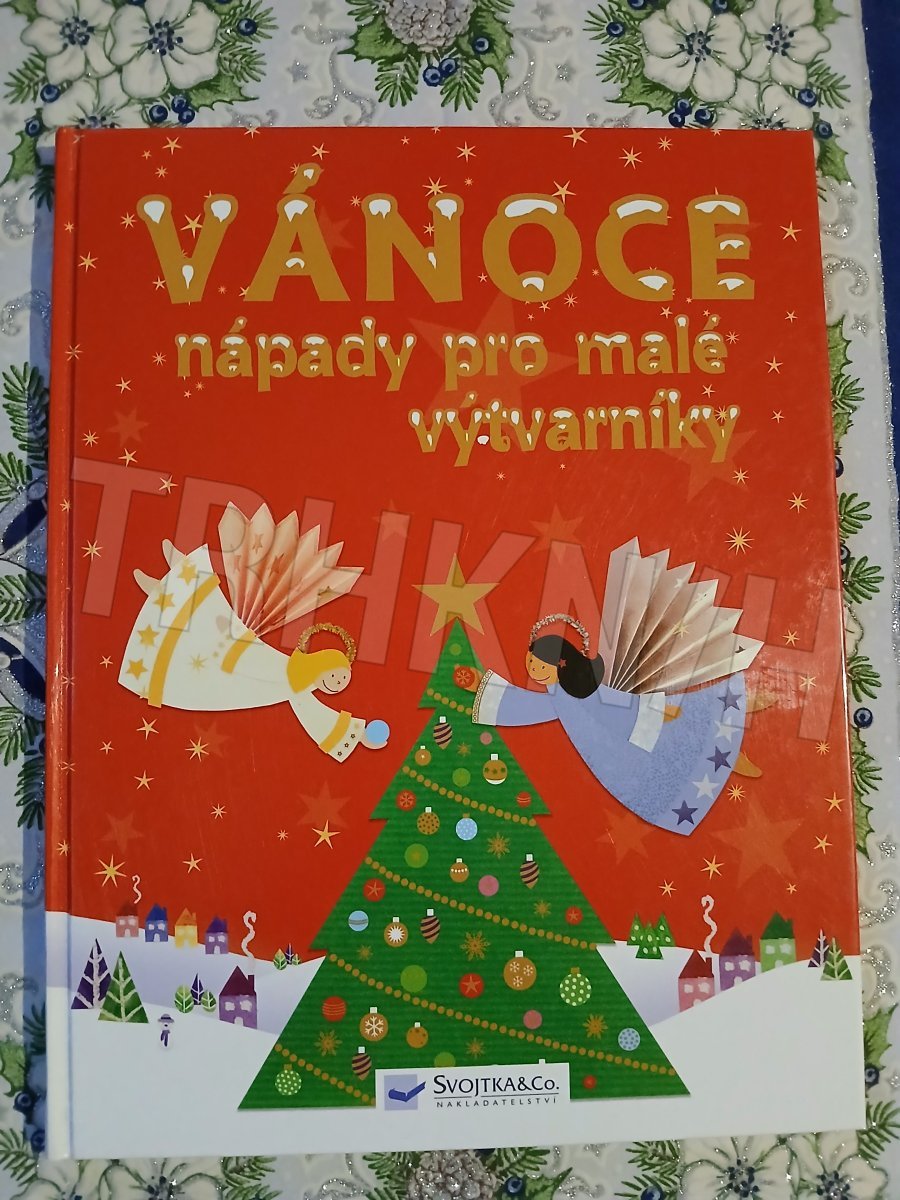 VÁNOCE
nápady pro malé
výtvarníky
TRHKNIH
SVOJTKA&CO.
NAKLADATELSTVÍ